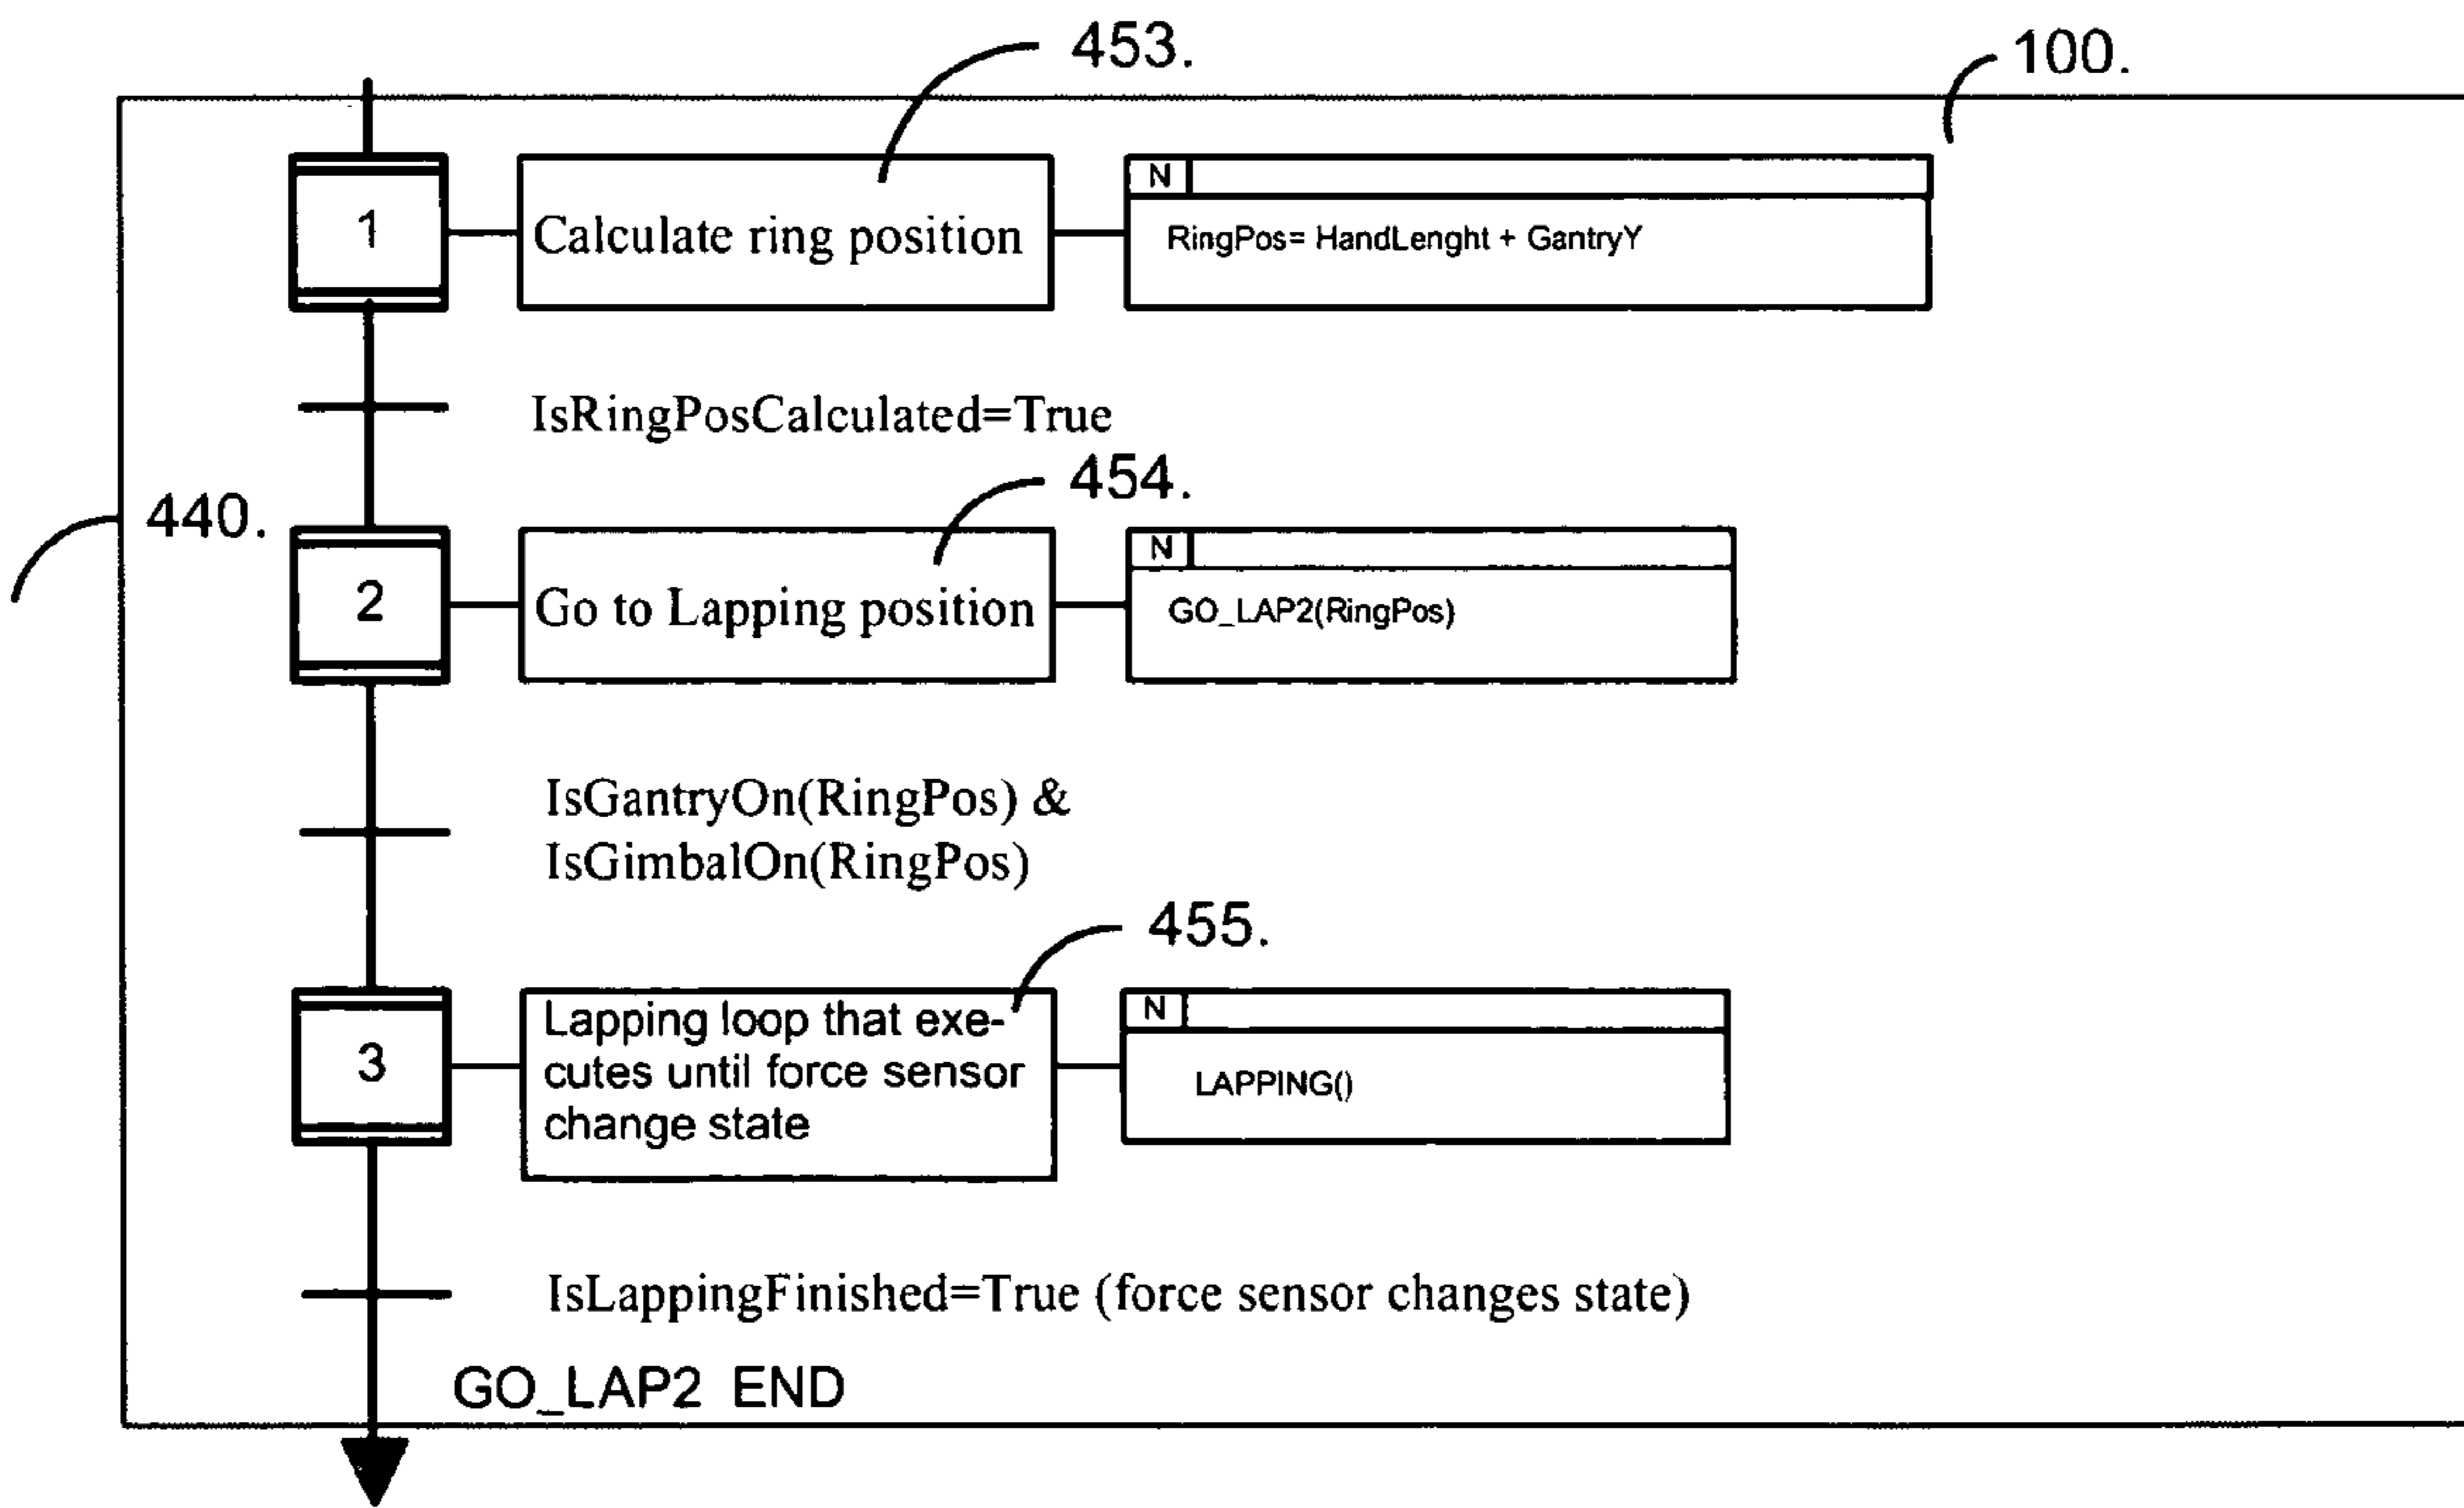 453.
100.
N
1
Calculate ring position
RingPos= HandLenght + GantryY
IsRingPosCalculated=True
454.
440.
N
2
Go to Lapping position
GO_LAP2(RingPos)
IsGantryOn(RingPos) &
IsGimbalOn(RingPos)
455.
N
3
Lapping loop that exe-
cutes until force sensor
change state
LAPPING()
IsLappingFinished=True (force sensor changes state)
GO_LAP2 END